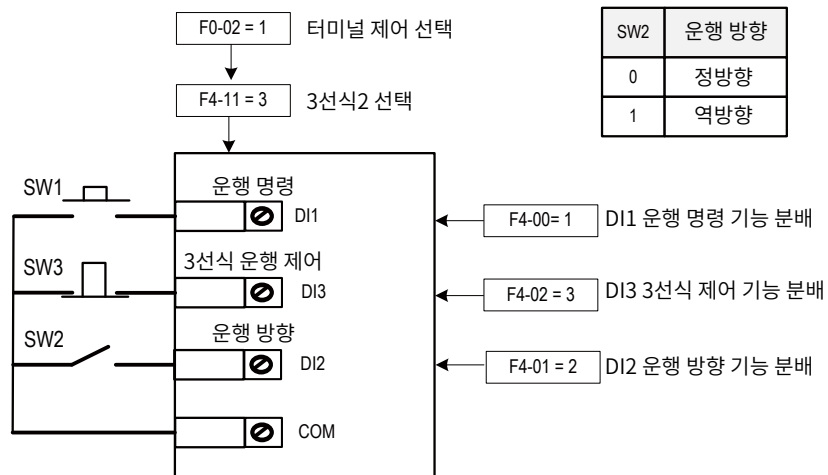 F0-02 = 1 터미널 제어 선택
F4-11 = 3 3선식2 선택
SW2 운행 방향
0 정방향
1 역방향
SW1
운행 명령
DI1
F4-00= 1 DI1 운행 명령 기능 분배
SW3
3선식 운행 제어
DI3
F4-02 = 3 DI3 3선식 제어 기능 분배
SW2
운행 방향
DI2
F4-01 = 2 DI2 운행 방향 기능 분배
COM